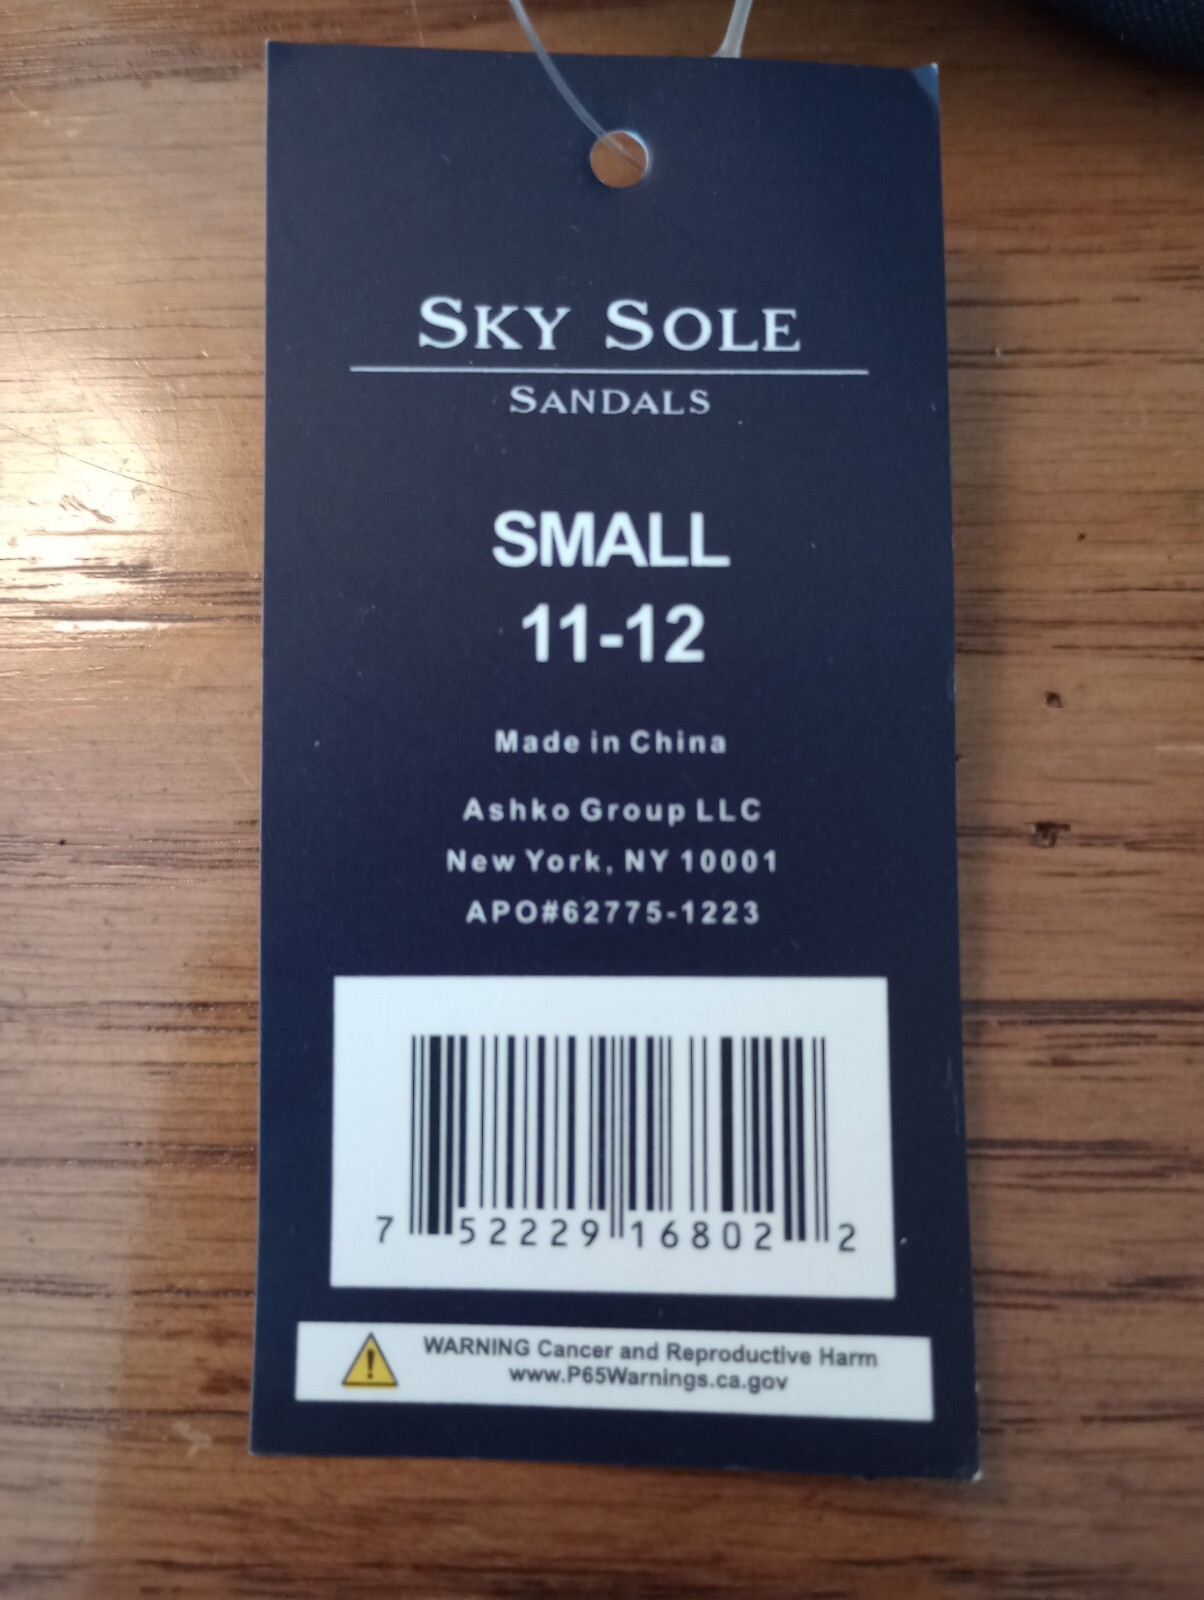 SKY SOLE
SANDALS
SMALL
11-12
Made in China
Ashko Group LLC
New York, NY 10001
APO#62775-1223
7 52229 16802 2
WARNING Cancer and Reproductive Harm
www.P65Warnings.ca.gov